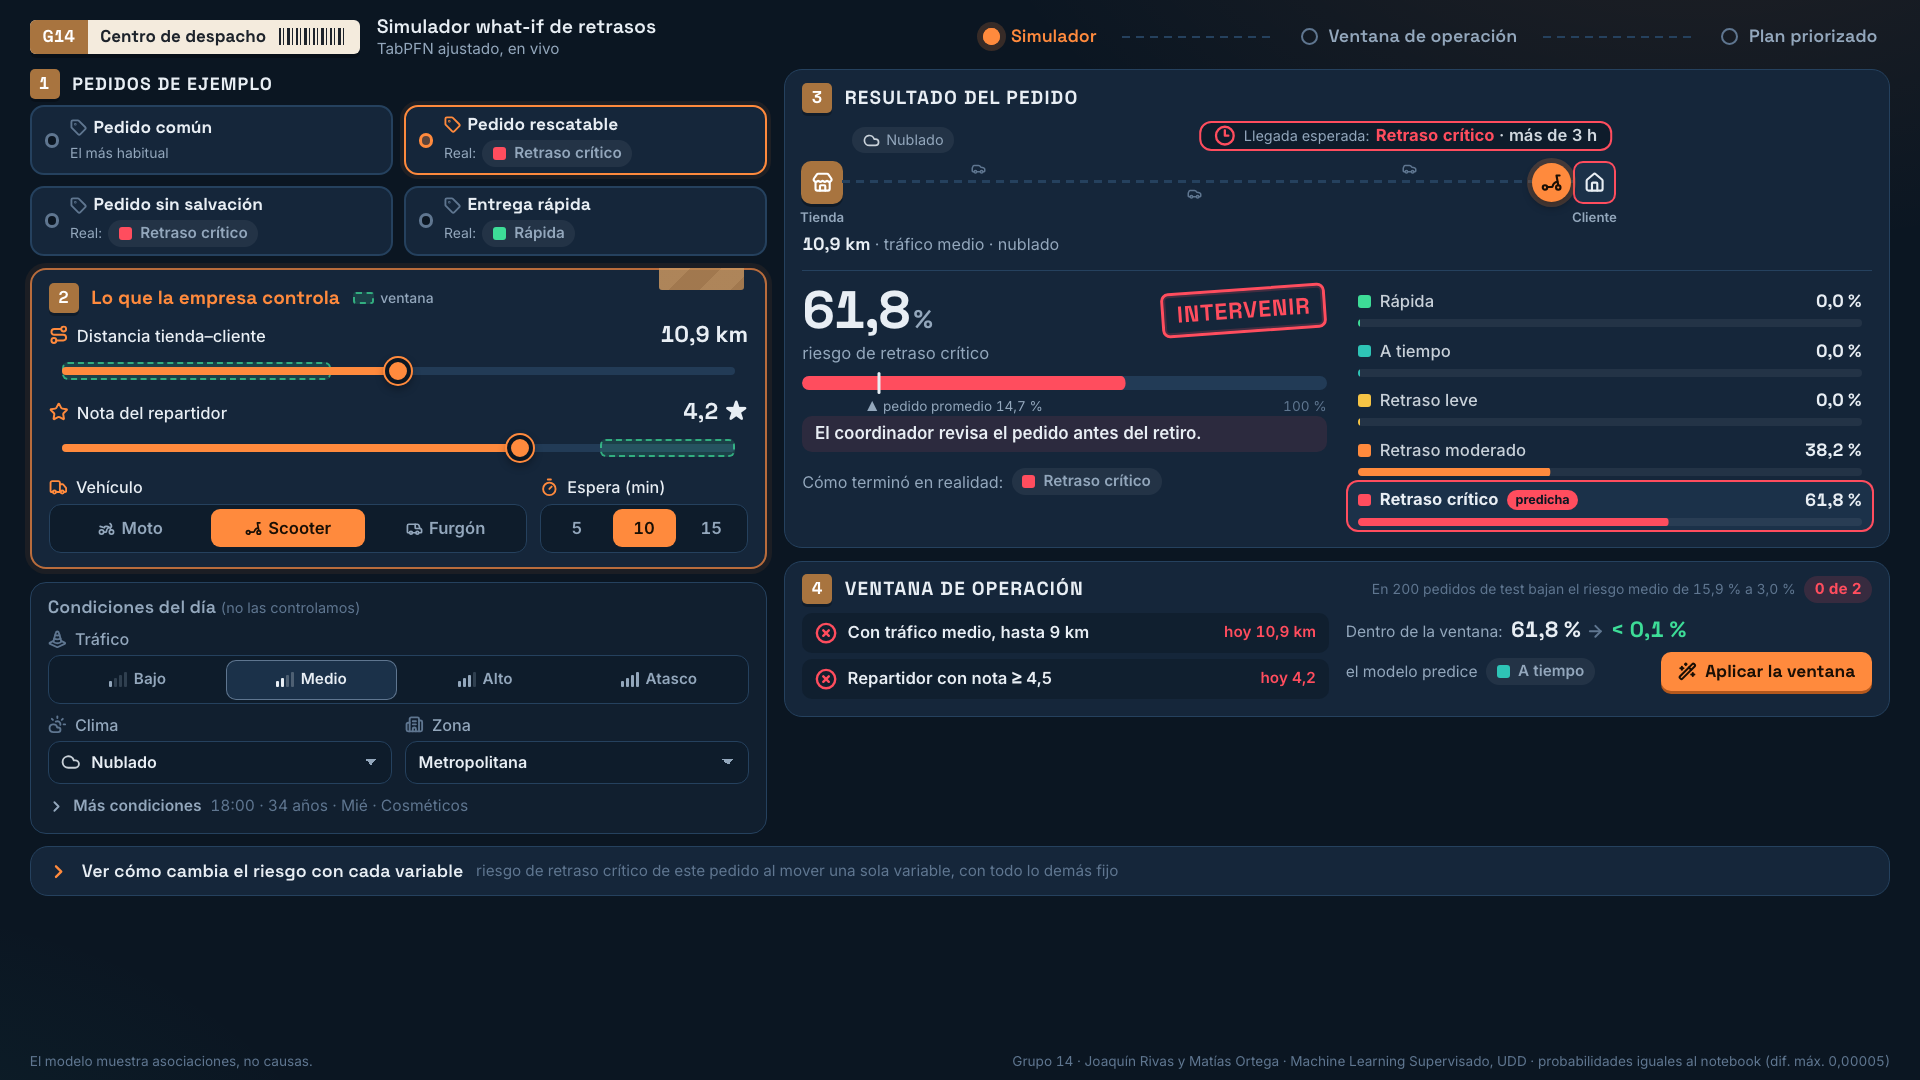 G14 Centro de despacho
Simulador what-if de retrasos
TabPFN ajustado, en vivo
Simulador
Ventana de operación
Plan priorizado
1 PEDIDOS DE EJEMPLO
Pedido común
El más habitual
Pedido rescatable
Real: Retraso crítico
Pedido sin salvación
Real: Retraso crítico
Entrega rápida
Real: Rápida
2 Lo que la empresa controla ventana
Distancia tienda–cliente 10,9 km
Nota del repartidor 4,2 ★
Vehículo
Moto Scooter Furgón
Espera (min)
5 10 15
Condiciones del día (no las controlamos)
Tráfico
Bajo Medio Alto Atasco
Clima
Nublado
Zona
Metropolitana
Más condiciones 18:00 · 34 años · Mié · Cosméticos
3 RESULTADO DEL PEDIDO
Nublado
Llegada esperada: Retraso crítico · más de 3 h
Tienda
Cliente
10,9 km · tráfico medio · nublado
61,8 %
INTERVENIR
riesgo de retraso crítico
▲ pedido promedio 14,7 % 100 %
El coordinador revisa el pedido antes del retiro.
Cómo terminó en realidad: Retraso crítico
Rápida 0,0 %
A tiempo 0,0 %
Retraso leve 0,0 %
Retraso moderado 38,2 %
Retraso crítico predicha 61,8 %
4 VENTANA DE OPERACIÓN
En 200 pedidos de test bajan el riesgo medio de 15,9 % a 3,0 % 0 de 2
Con tráfico medio, hasta 9 km hoy 10,9 km
Repartidor con nota ≥ 4,5 hoy 4,2
Dentro de la ventana: 61,8 % → < 0,1 %
el modelo predice A tiempo
Aplicar la ventana
Ver cómo cambia el riesgo con cada variable riesgo de retraso crítico de este pedido al mover una sola variable, con todo lo demás fijo
El modelo muestra asociaciones, no causas.
Grupo 14 · Joaquín Rivas y Matías Ortega · Machine Learning Supervisado, UDD · probabilidades iguales al notebook (dif. máx. 0,00005)